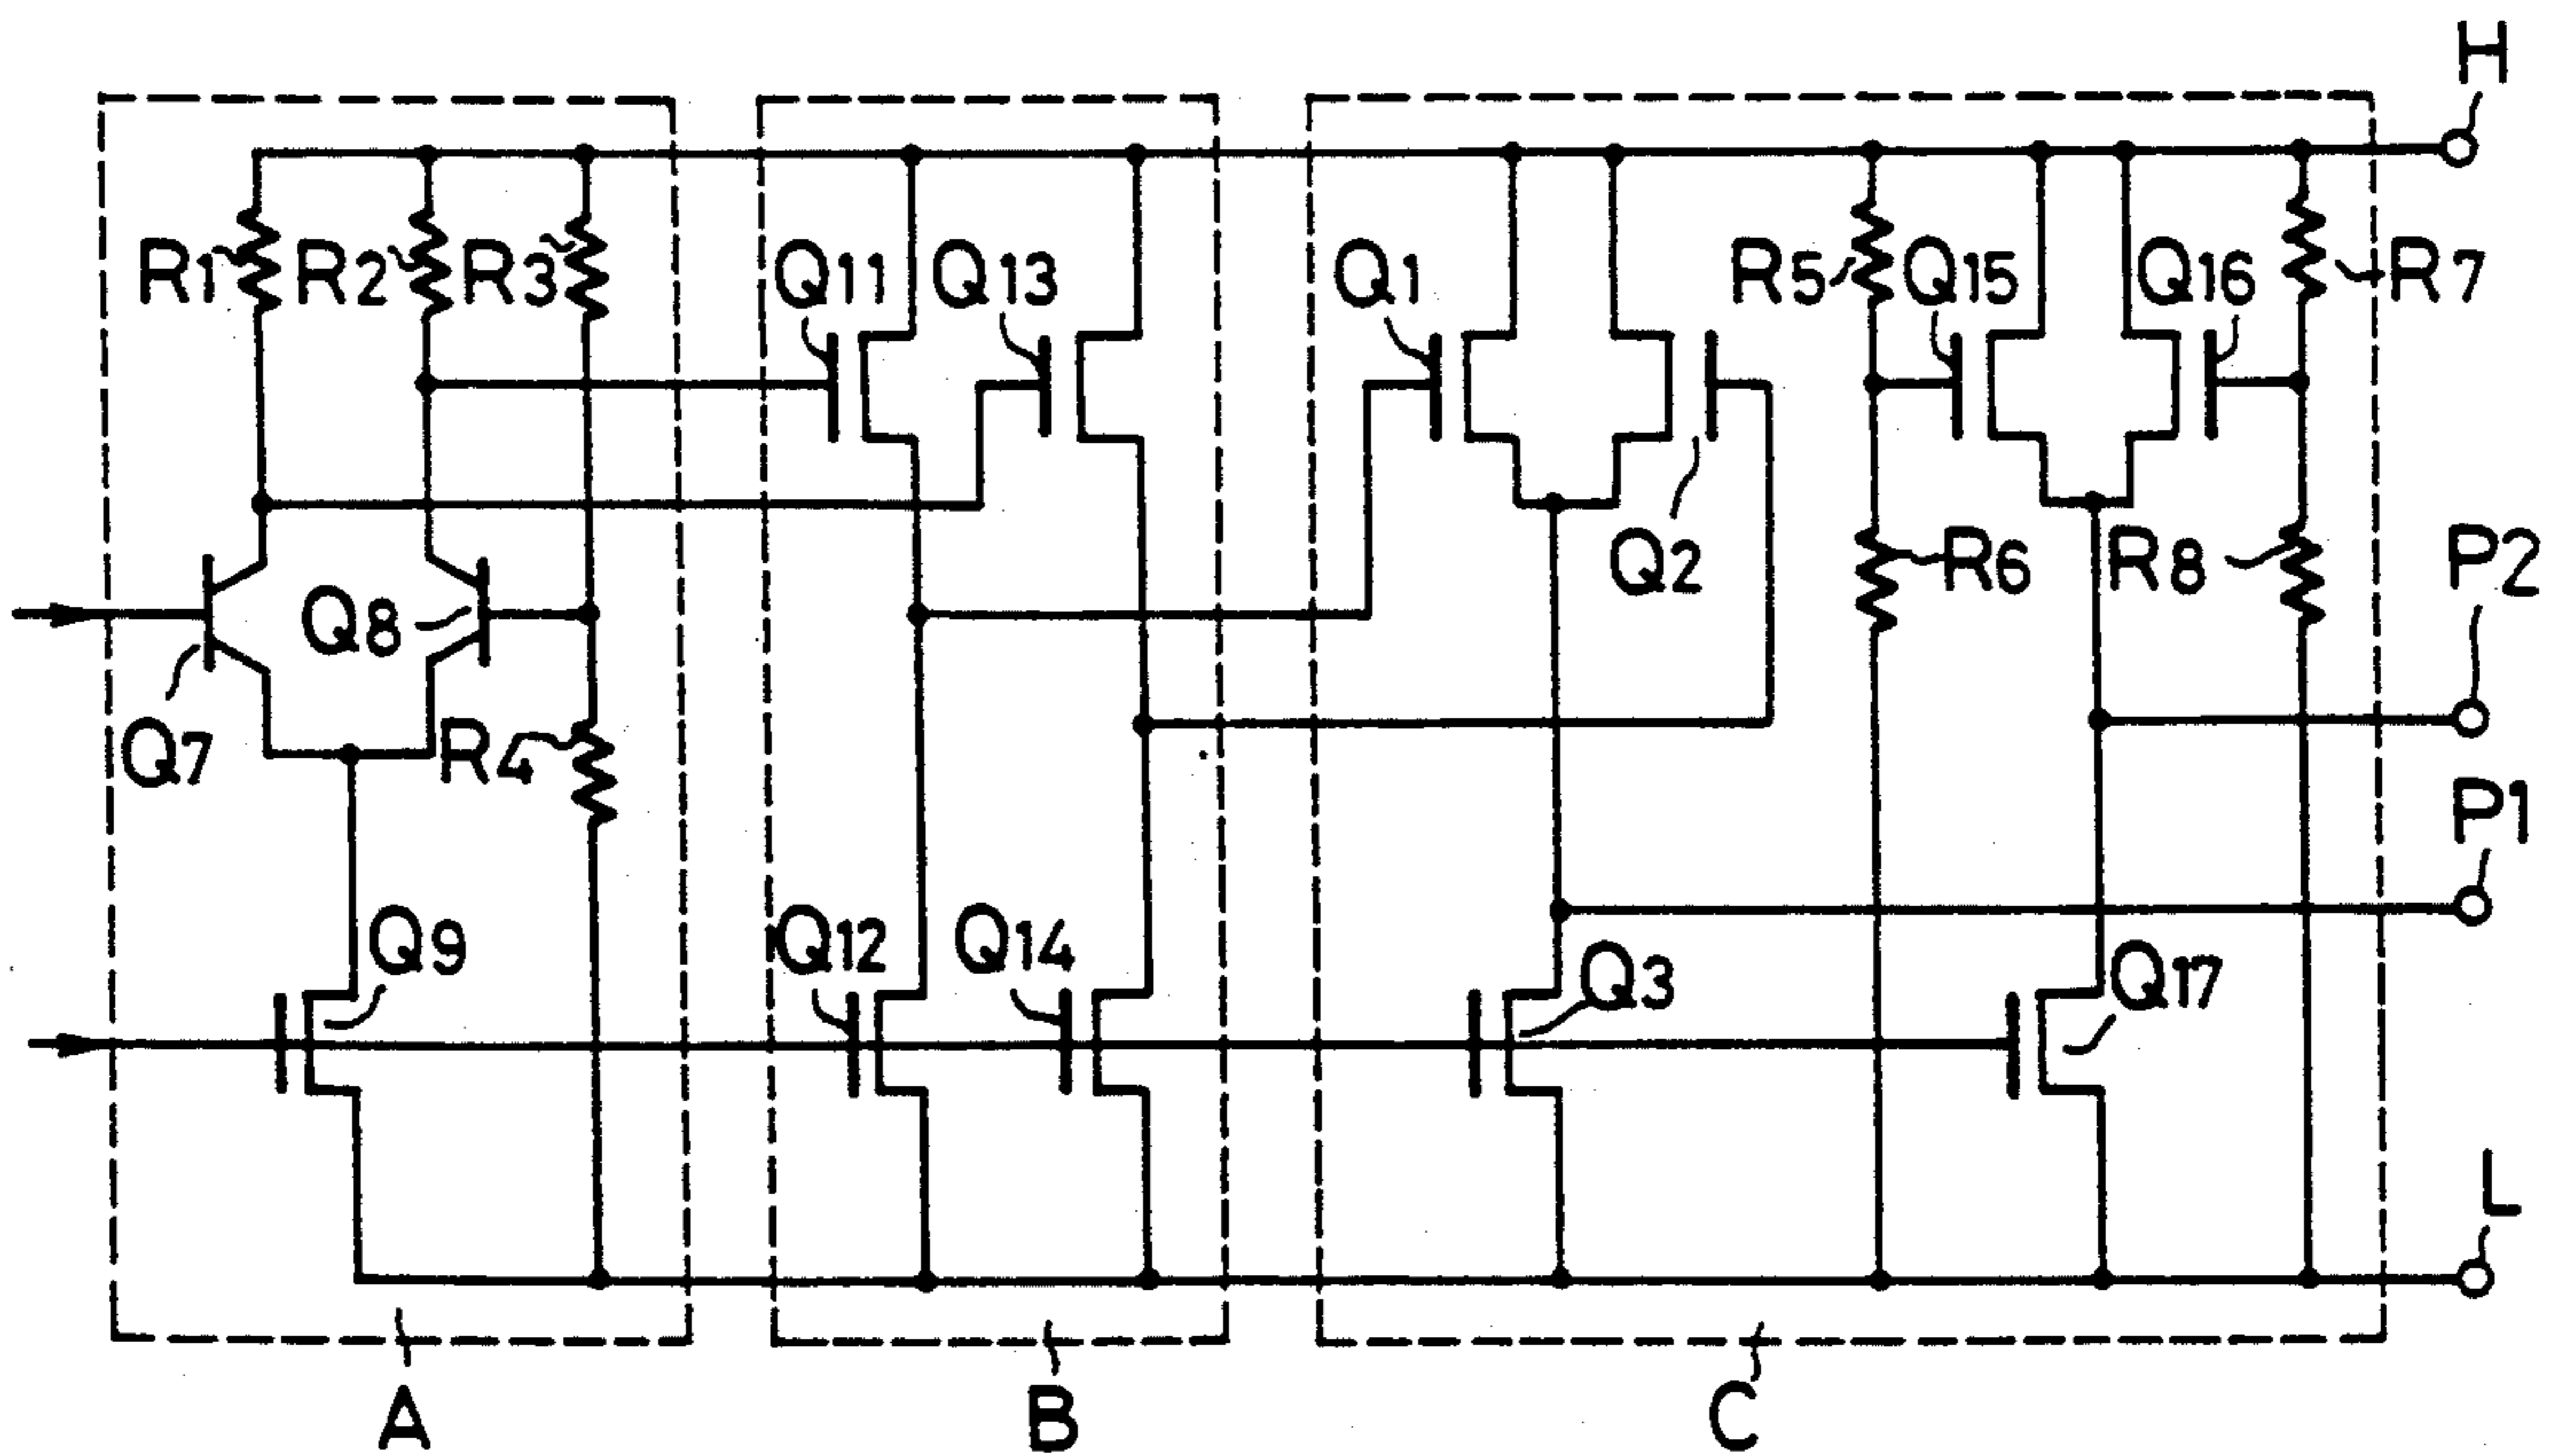 H
R1 R2 R3 Q11 Q13 Q1 R5 Q15 Q16 R7
Q8 Q2 R6 R8 P2
Q7 R4 P1
Q9 Q12 Q14 Q3 Q17
L
A B C